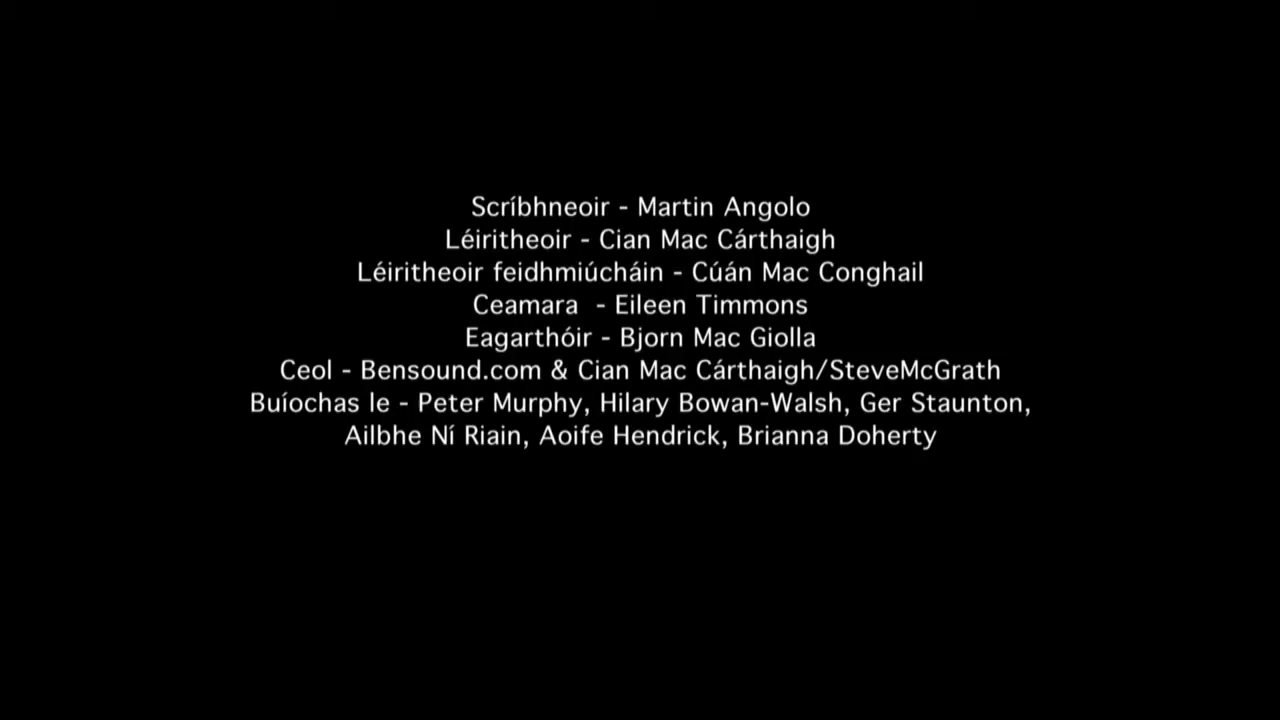 Scríbhneoir - Martin Angolo
Léiritheoir - Cian Mac Cárthaigh
Léiritheoir feidhmiúcháin - Cúán Mac Conghail
Ceamara - Eileen Timmons
Eagarthóir - Bjorn Mac Giolla
Ceol - Bensound.com & Cian Mac Cárthaigh/SteveMcGrath
Buíochas le - Peter Murphy, Hilary Bowan-Walsh, Ger Staunton,
Ailbhe Ní Riain, Aoife Hendrick, Brianna Doherty